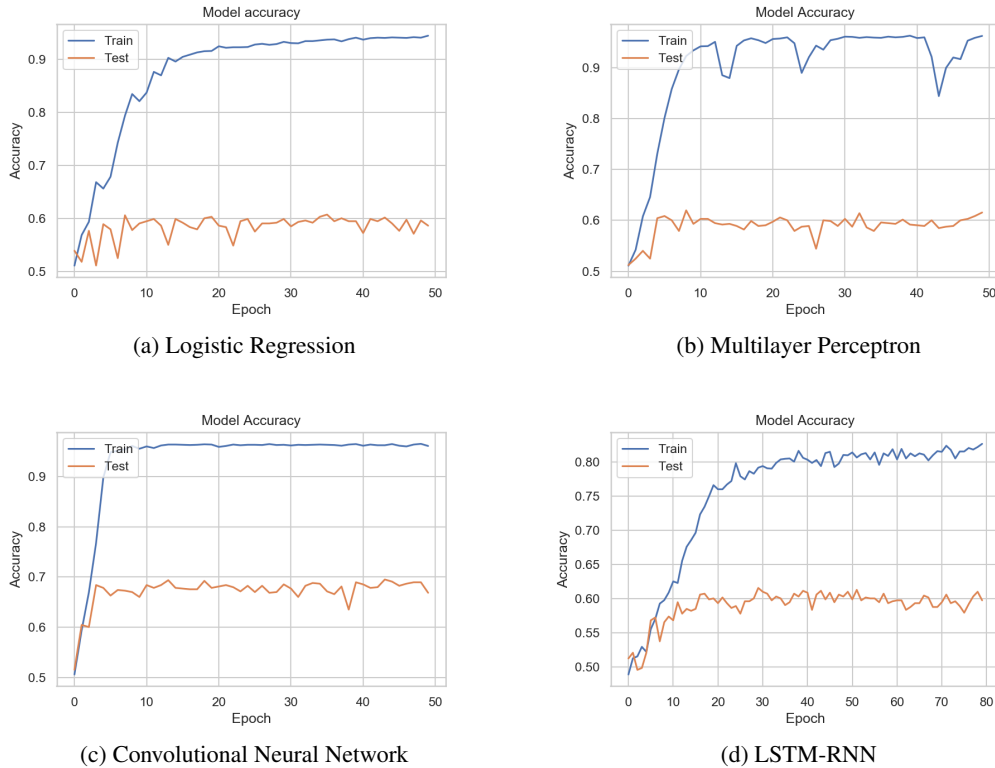 Model accuracy
Train
Test
0.9
0.8
0.7
0.6
0.5
Accuracy
0 10 20 30 40 50
Epoch
(a) Logistic Regression
Model Accuracy
Train
Test
0.9
0.8
0.7
0.6
0.5
Accuracy
0 10 20 30 40 50
Epoch
(b) Multilayer Perceptron
Model Accuracy
Train
Test
0.9
0.8
0.7
0.6
0.5
Accuracy
0 10 20 30 40 50
Epoch
(c) Convolutional Neural Network
Model Accuracy
Train
Test
0.80
0.75
0.70
0.65
0.60
0.55
0.50
Accuracy
0 10 20 30 40 50 60 70 80
Epoch
(d) LSTM-RNN